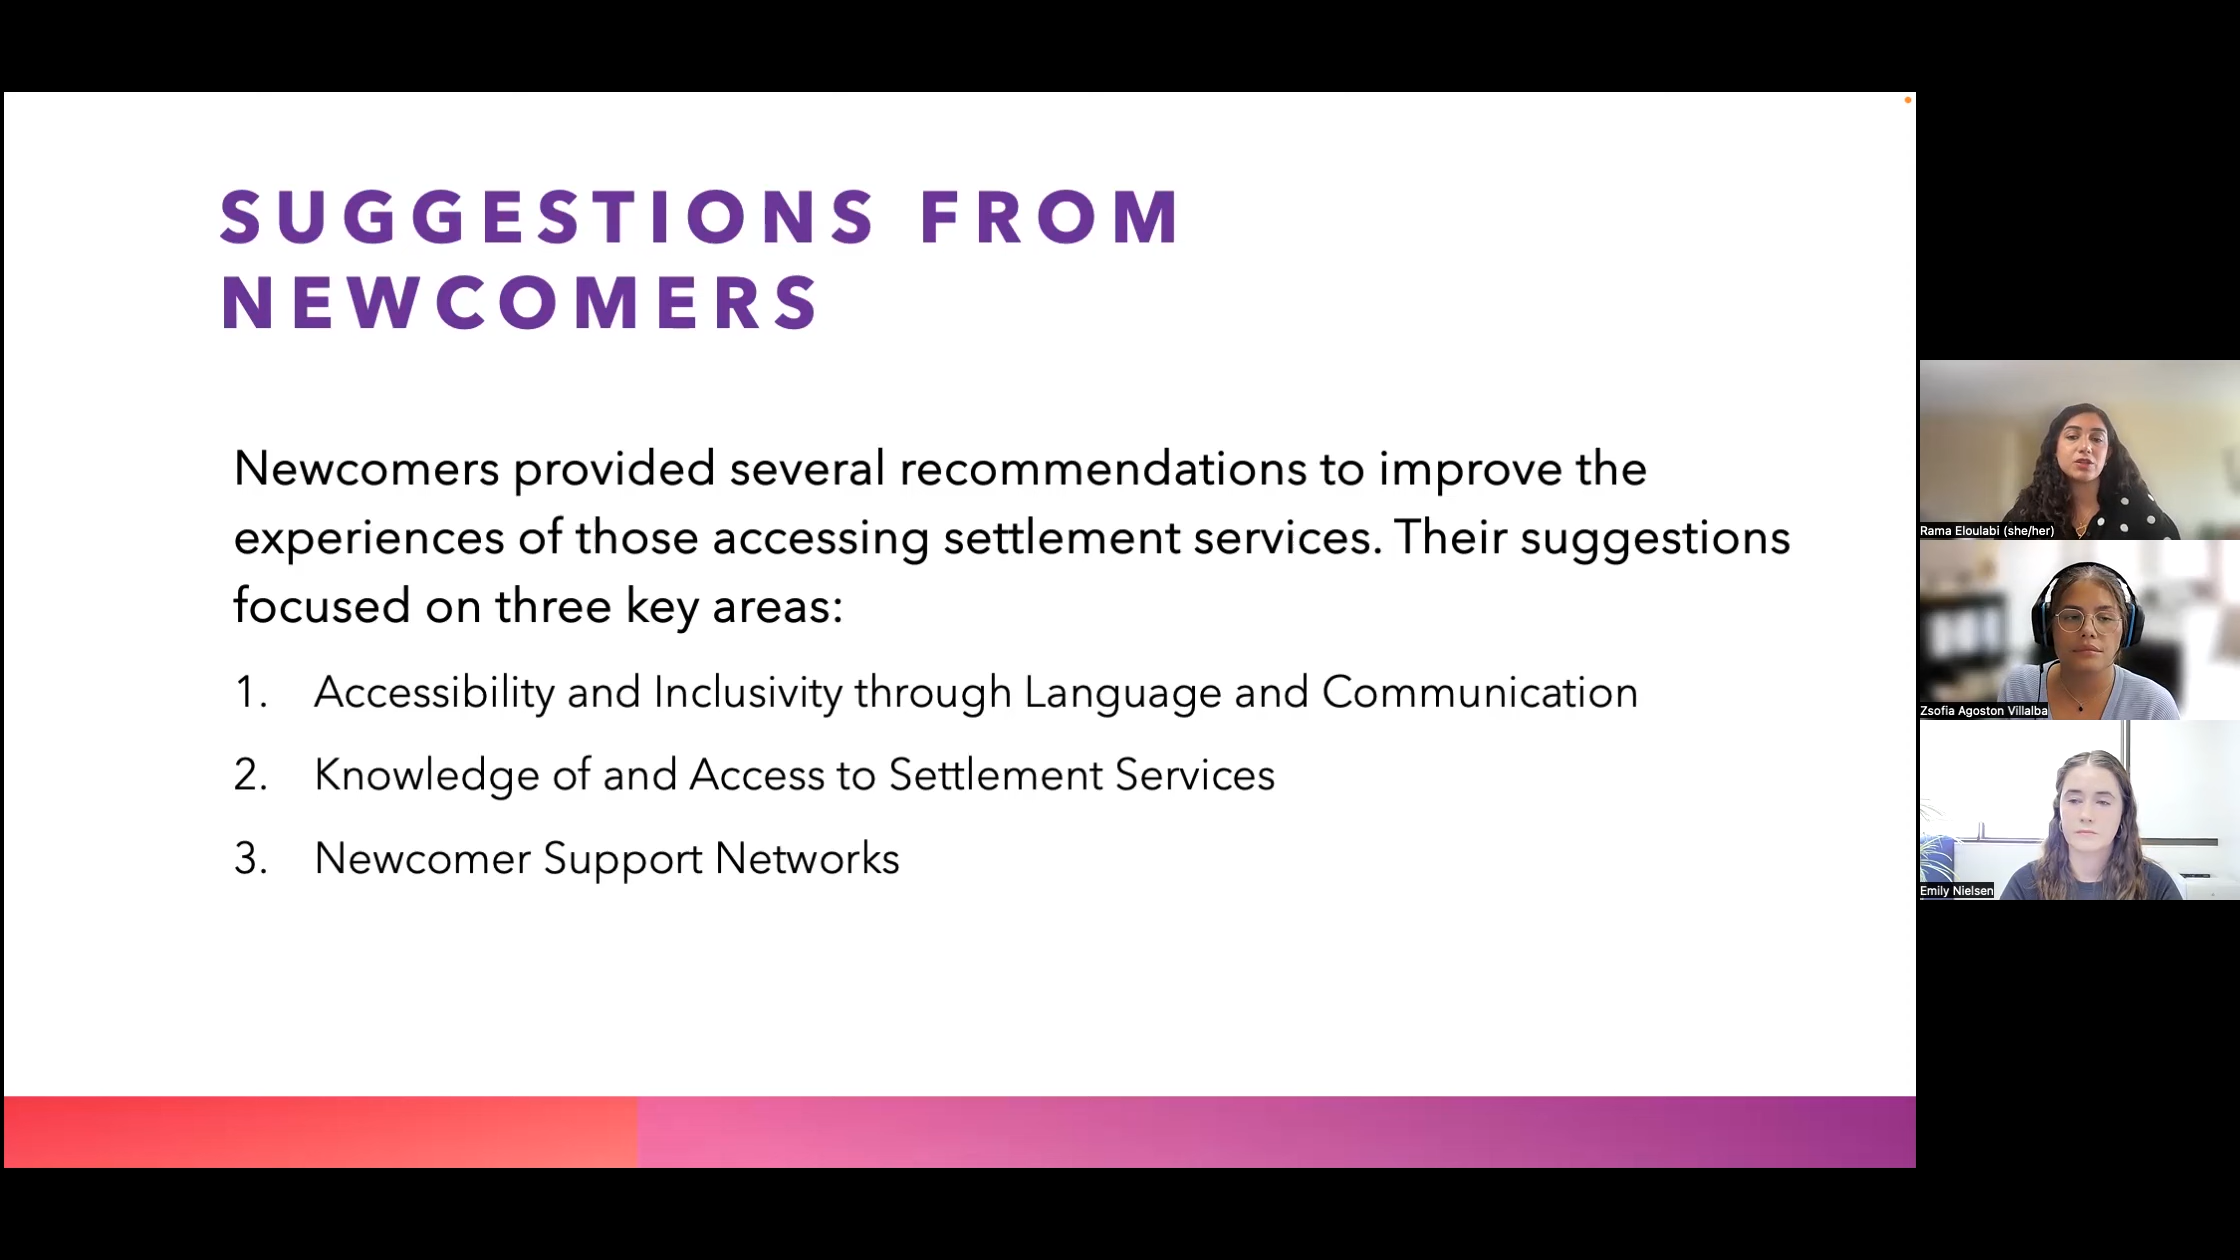 SUGGESTIONS FROM
NEWCOMERS
Newcomers provided several recommendations to improve the
experiences of those accessing settlement services. Their suggestions
focused on three key areas:
1. Accessibility and Inclusivity through Language and Communication
2. Knowledge of and Access to Settlement Services
3. Newcomer Support Networks
Rama Eloulabi (she/her)
Zsofia Agoston Villalba
Emily Nielsen